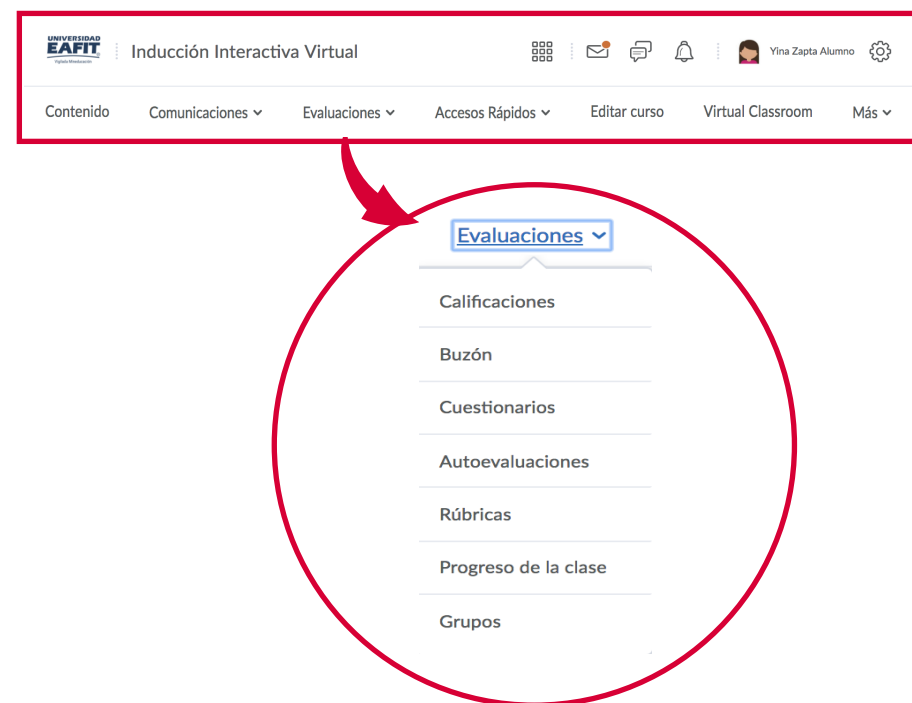 UNIVERSIDAD
EAFIT
Inducción Interactiva Virtual
Yina Zapta Alumno
Contenido
Comunicaciones
Evaluaciones
Accesos Rápidos
Editar curso
Virtual Classroom
Más
Evaluaciones
Calificaciones
Buzón
Cuestionarios
Autoevaluaciones
Rúbricas
Progreso de la clase
Grupos